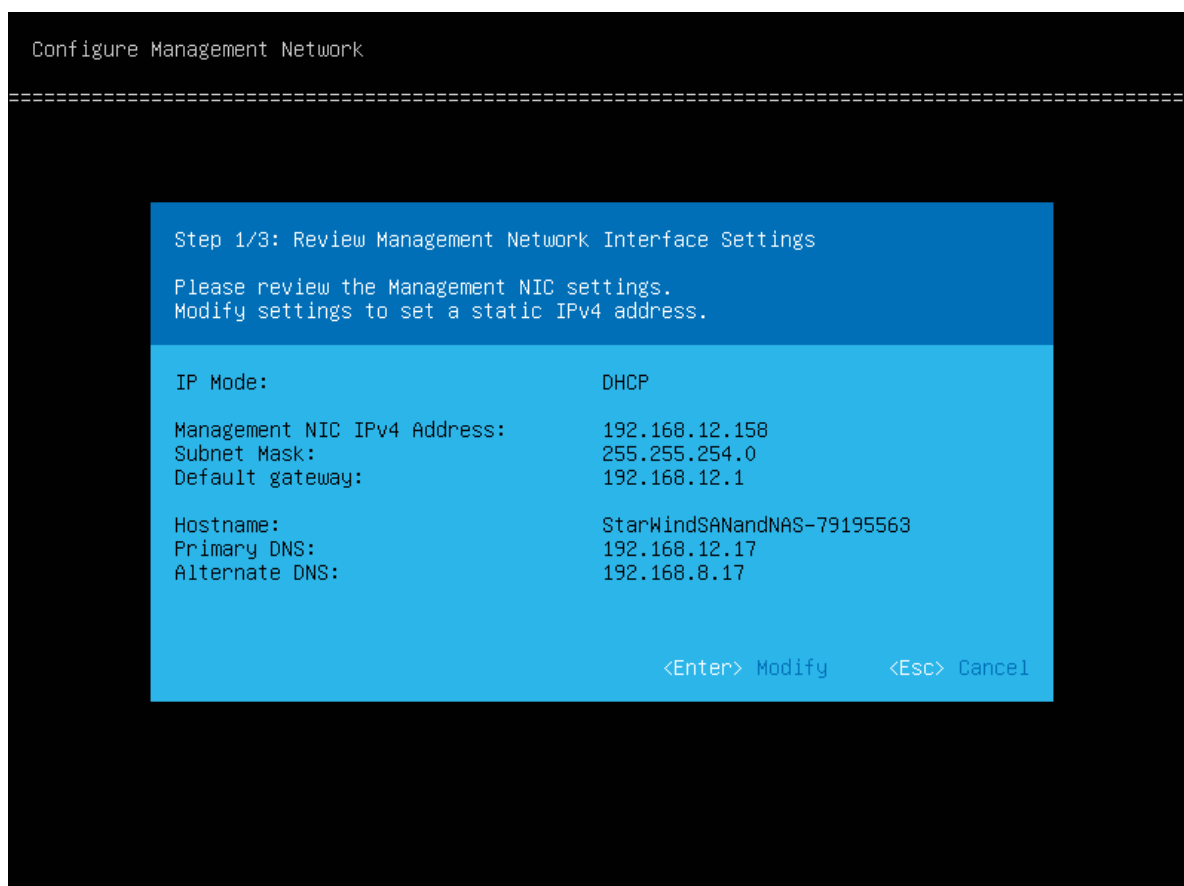 Configure Management Network
====================================================================================================
Step 1/3: Review Management Network Interface Settings
Please review the Management NIC settings.
Modify settings to set a static IPv4 address.
IP Mode: DHCP
Management NIC IPv4 Address: 192.168.12.158
Subnet Mask: 255.255.254.0
Default gateway: 192.168.12.1
Hostname: StarWindSANandNAS-79195563
Primary DNS: 192.168.12.17
Alternate DNS: 192.168.8.17
<Enter> Modify <Esc> Cancel